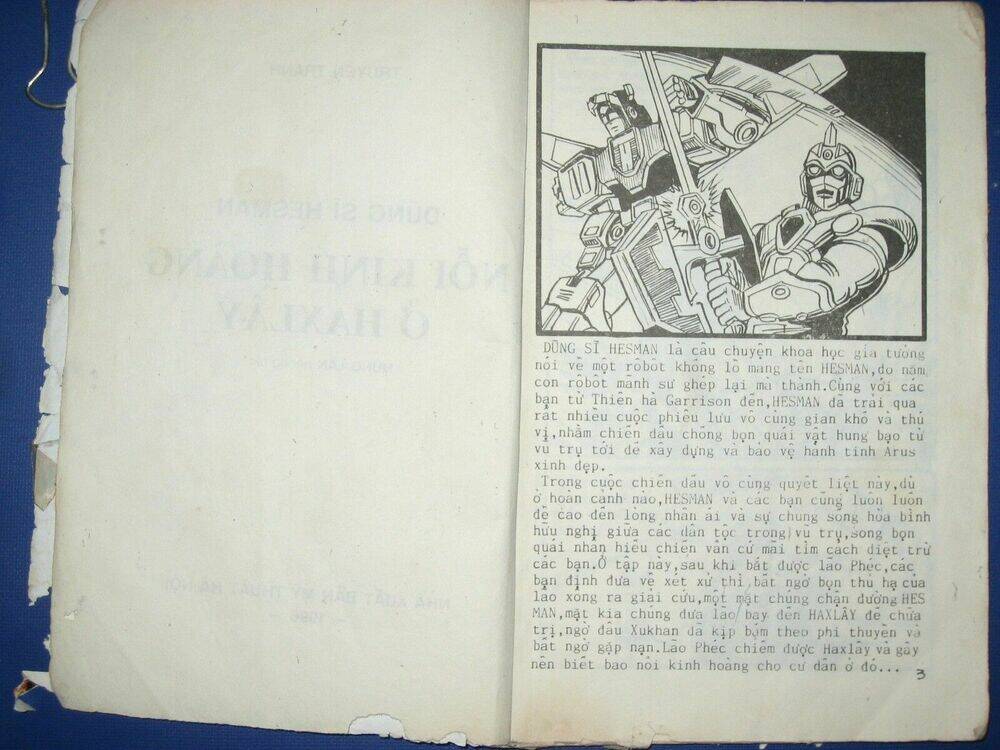 TRUYỆN TRANH
DŨNG SĨ HESMAN
NỖI KINH HOÀNG
Ở HAXLÂY
NHÀ XUẤT BẢN MỸ THUẬT HÀ NỘI
DŨNG SĨ HESMAN là câu chuyện khoa học giả tưởng
nói về một rôbôt khổng lồ mang tên HESMAN,do năm
con rôbôt mãnh sư ghép lại mà thành.Cùng với các
bạn từ Thiên hà Garrison đến,HESMAN đã trải qua
rất nhiều cuộc phiêu lưu vô cùng gian khổ và thú
vị,nhằm chiến đấu chống bọn quái vật hung bạo từ
vũ trụ tới để xây dựng và bảo vệ hành tinh Arus
xinh đẹp.
Trong cuộc chiến đấu vô cùng quyết liệt này,dù
ở hoàn cảnh nào,HESMAN và các bạn cũng luôn luôn
đề cao đến lòng nhân ái và sự chung sống hòa bình
hữu nghị giữa các dân tộc trong vũ trụ,song bọn
quái nhân hiếu chiến vẫn cứ mãi tìm cách diệt trừ
các bạn.Ở tập này,sau khi bắt được lão Phéc,các
bạn định đưa về xét xử thì bất ngờ bọn thủ hạ của
lão xông ra giải cứu,một mặt chúng chặn đường HES
MAN,mặt kia chúng đưa lão bay đến HAXLÂY để chữa
trị,ngờ đâu Xukhan đã kịp bám theo phi thuyền và
bất ngờ gặp nạn.Lão Phéc chiếm được Haxlây và gây
nên biết bao nỗi kinh hoàng cho cư dân ở đó...
3